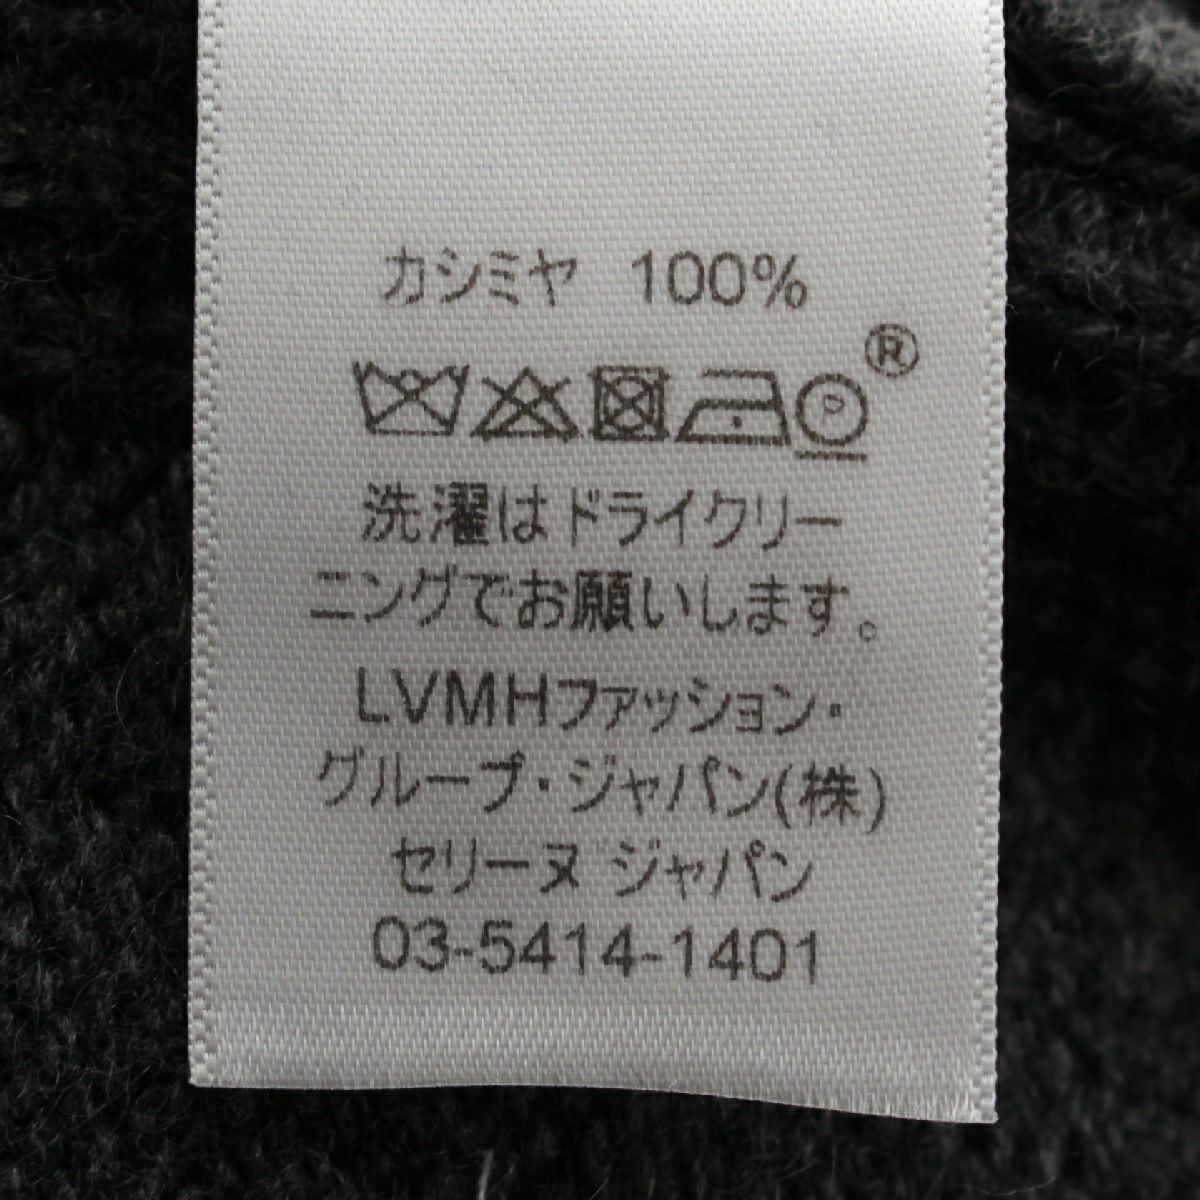 カシミヤ 100%
®
洗濯はドライクリー
ニングでお願いします。
LVMHファッション・
グループ・ジャパン(株)
セリーヌ ジャパン
03-5414-1401